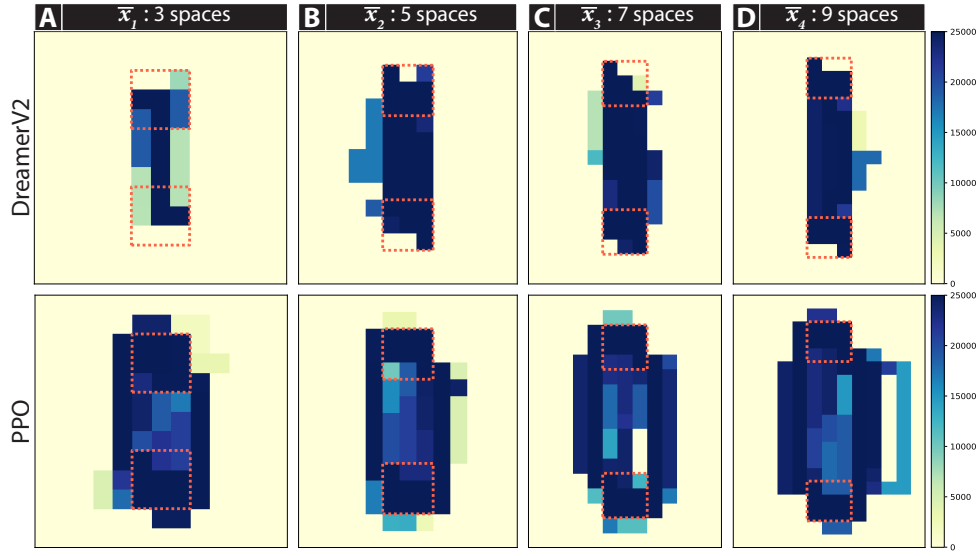 A x̅₁ : 3 spaces
B x̅₂ : 5 spaces
C x̅₃ : 7 spaces
D x̅₄ : 9 spaces
DreamerV2
25000
20000
15000
10000
5000
0
PPO
25000
20000
15000
10000
5000
0